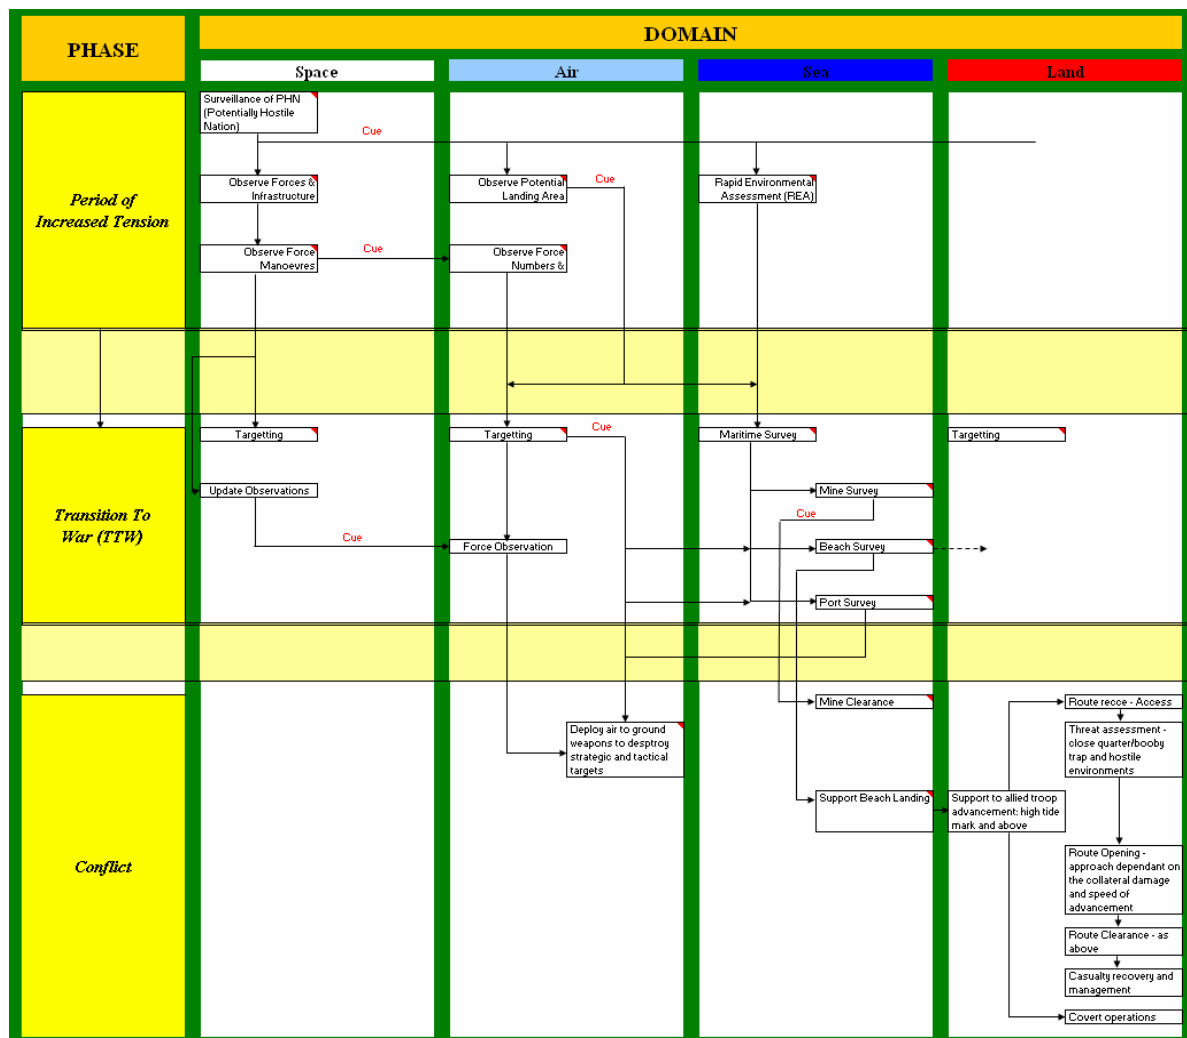 PHASE
DOMAIN
Space
Air
Sea
Land
Surveillance of PHN
(Potentially Hostile
Nation)
Cue
Period of
Increased Tension
Observe Forces &
Infrastructure
Observe Potential
Landing Area
Cue
Rapid Environmental
Assessment (REA)
Observe Force
Manoevres
Cue
Observe Force
Numbers &
Targetting
Targetting
Cue
Maritime Survey
Targetting
Transition To
War (TTW)
Update Observations
Mine Survey
Cue
Cue
Force Observation
Beach Survey
Port Survey
Conflict
Mine Clearance
Route recce - Access
Deploy air to ground
weapons to desptroy
strategic and tactical
targets
Threat assessment -
close quarter/booby
trap and hostile
environments
Support Beach Landing
Support to allied troop
advancement: high tide
mark and above
Route Opening -
approach dependant on
the collateral damage
and speed of
advancement
Route Clearance - as
above
Casualty recovery and
management
Covert operations